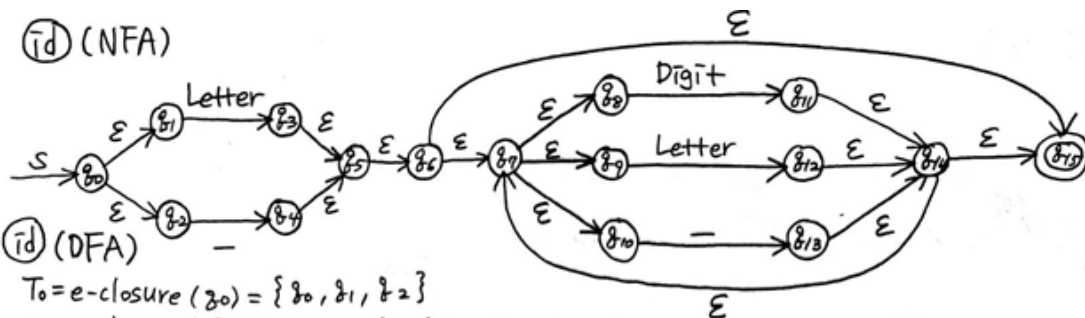 id (NFA)
ε
Letter
Digit
q1 q3 q8 q11
ε ε ε ε
S q0 q5 ε q6 ε q7 ε q9 Letter q12 ε q14 ε q15
ε q2 q4 ε ε q10 — q13 ε
—
id (DFA)
T0 = e-closure (q0) = {q0, q1, q2}
ε